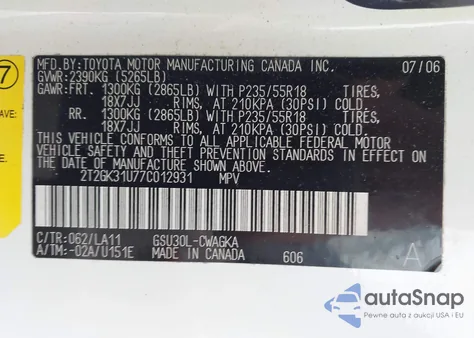 7
AVE:
MFD.BY:TOYOTA MOTOR MANUFACTURING CANADA INC. 07/06
GVWR:2390KG (5265LB)
GAWR:FRT. 1300KG (2865LB) WITH P235/55R18 TIRES,
18X7JJ RIMS, AT 210KPA (30PSI) COLD.
RR. 1300KG (2865LB) WITH P235/55R18 TIRES,
18X7JJ RIMS, AT 210KPA (30PSI) COLD.
THIS VEHICLE CONFORMS TO ALL APPLICABLE FEDERAL MOTOR
VEHICLE SAFETY STANDARDS IN EFFECT ON THE DATE OF
MANUFACTURE SHOWN ABOVE.
2T2GK31U77C012931 MPV
C/TR:062/LA11 GSU30L-CWAGKA
A/TM:-02A/U151E MADE IN CANADA 606 A
autoSnap
Pewne auta z aukcji USA i EU